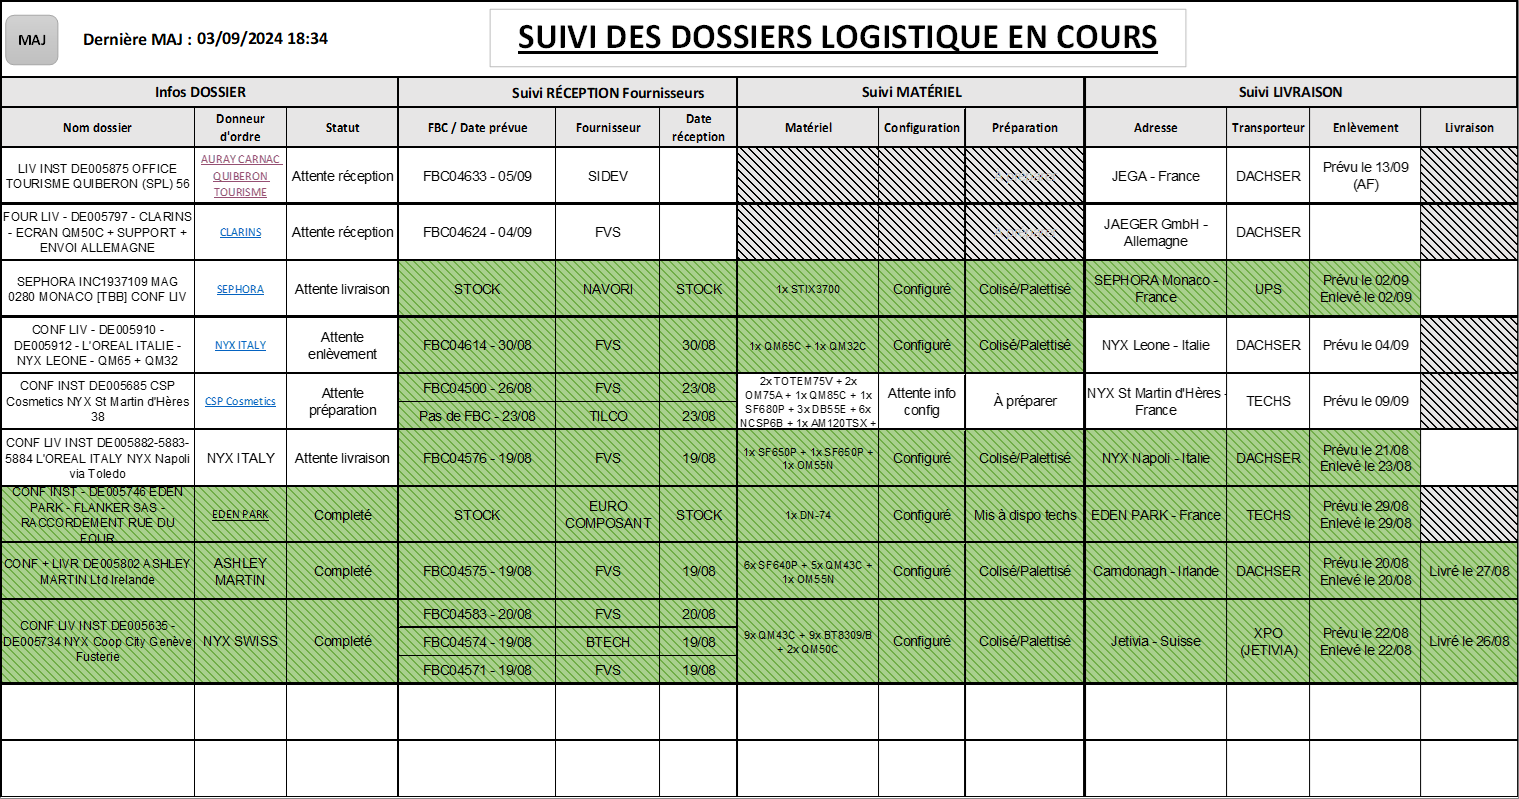 MAJ
Dernière MAJ : 03/09/2024 18:34
SUIVI DES DOSSIERS LOGISTIQUE EN COURS
Infos DOSSIER
Suivi RÉCEPTION Fournisseurs
Suivi MATÉRIEL
Suivi LIVRAISON
Nom dossier
Donneur
d'ordre
Statut
FBC / Date prévue
Fournisseur
Date
réception
Matériel
Configuration
Préparation
Adresse
Transporteur
Enlèvement
Livraison
LIV INST DE005875 OFFICE
TOURISME QUIBERON (SPL) 56
AURAY CARNAC
QUIBERON
TOURISME
Attente réception
FBC04633 - 05/09
SIDEV
JEGA - France
DACHSER
Prévu le 13/09
(AF)
FOUR LIV - DE005797 - CLARINS
- ECRAN QM50C + SUPPORT +
ENVOI ALLEMAGNE
CLARINS
Attente réception
FBC04624 - 04/09
FVS
JAEGER GmbH -
Allemagne
DACHSER
SEPHORA INC1937109 MAG
0280 MONACO [TBB] CONF LIV
SEPHORA
Attente livraison
STOCK
NAVORI
STOCK
1x STIX3700
Configuré
Colisé/Palettisé
SEPHORA Monaco -
France
UPS
Prévu le 02/09
Enlevé le 02/09
CONF LIV - DE005910 -
DE005912 - L'OREAL ITALIE -
NYX LEONE - QM65 + QM32
NYX ITALY
Attente
enlèvement
FBC04614 - 30/08
FVS
30/08
1x QM65C + 1x QM32C
Configuré
Colisé/Palettisé
NYX Leone - Italie
DACHSER
Prévu le 04/09
CONF INST DE005685 CSP
Cosmetics NYX St Martin d'Hères
38
CSP Cosmetics
Attente
préparation
FBC04500 - 26/08
FVS
23/08
Pas de FBC - 23/08
TILCO
23/08
2x TOTEM75V + 2x
OM75A + 1x QM85C + 1x
SF680P + 3x DB55E + 6x
NCSP6B + 1x AM120TSX +
Attente info
config
À préparer
NYX St Martin d'Hères -
France
TECHS
Prévu le 09/09
CONF LIV INST DE005882-5883-
5884 L'OREAL ITALY NYX Napoli
via Toledo
NYX ITALY
Attente livraison
FBC04576 - 19/08
FVS
19/08
1x SF650P + 1x SF650P +
1x OM55N
Configuré
Colisé/Palettisé
NYX Napoli - Italie
DACHSER
Prévu le 21/08
Enlevé le 23/08
CONF INST - DE005746 EDEN
PARK - FLANKER SAS -
RACCORDEMENT RUE DU
FOUR
EDEN PARK
Completé
STOCK
EURO
COMPOSANT
STOCK
1x DN-74
Configuré
Mis à dispo techs
EDEN PARK - France
TECHS
Prévu le 29/08
Enlevé le 29/08
CONF + LIVR DE005802 ASHLEY
MARTIN Ltd Irelande
ASHLEY
MARTIN
Completé
FBC04575 - 19/08
FVS
19/08
6x SF640P + 5x QM43C +
1x OM55N
Configuré
Colisé/Palettisé
Carndonagh - Irlande
DACHSER
Prévu le 20/08
Enlevé le 20/08
Livré le 27/08
CONF LIV INST DE005635 -
DE005734 NYX Coop City Genève
Fusterie
NYX SWISS
Completé
FBC04583 - 20/08
FVS
20/08
FBC04574 - 19/08
BTECH
19/08
FBC04571 - 19/08
FVS
19/08
9x QM43C + 9x BT8309/B
+ 2x QM50C
Configuré
Colisé/Palettisé
Jetivia - Suisse
XPO
(JETIVIA)
Prévu le 22/08
Enlevé le 22/08
Livré le 26/08